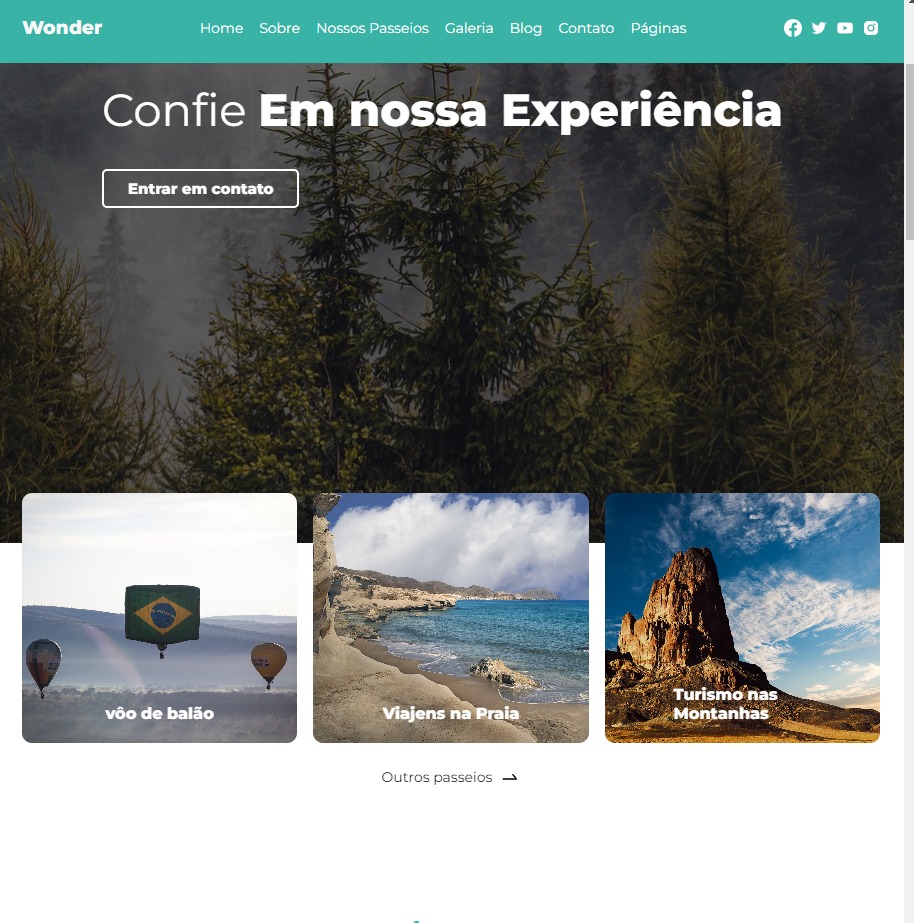 Wonder
Home Sobre Nossos Passeios Galeria Blog Contato Páginas
Confie Em nossa Experiência
Entrar em contato
vôo de balão
Viajens na Praia
Turismo nas
Montanhas
Outros passeios